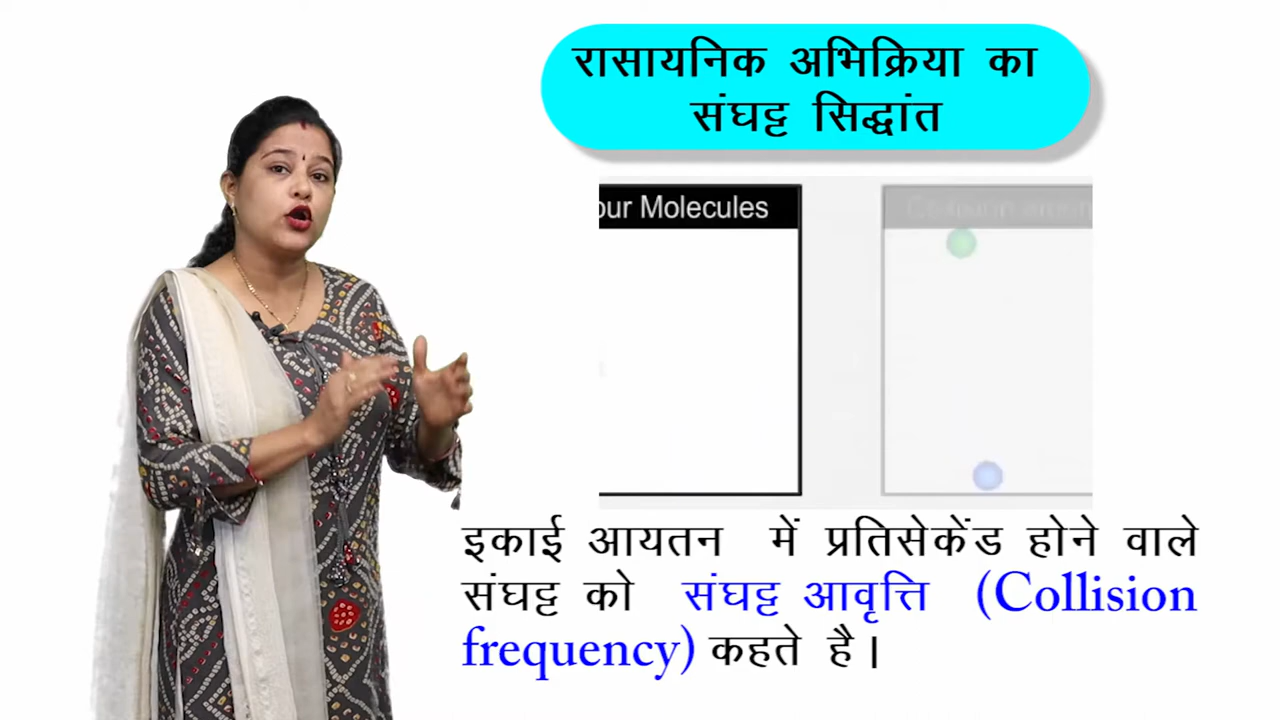 रासायनिक अभिक्रिया का
संघट्ट सिद्धांत
our Molecules
इकाई आयतन में प्रतिसेकेंड होने वाले
संघट्ट को संघट्ट आवृत्ति (Collision
frequency) कहते है।